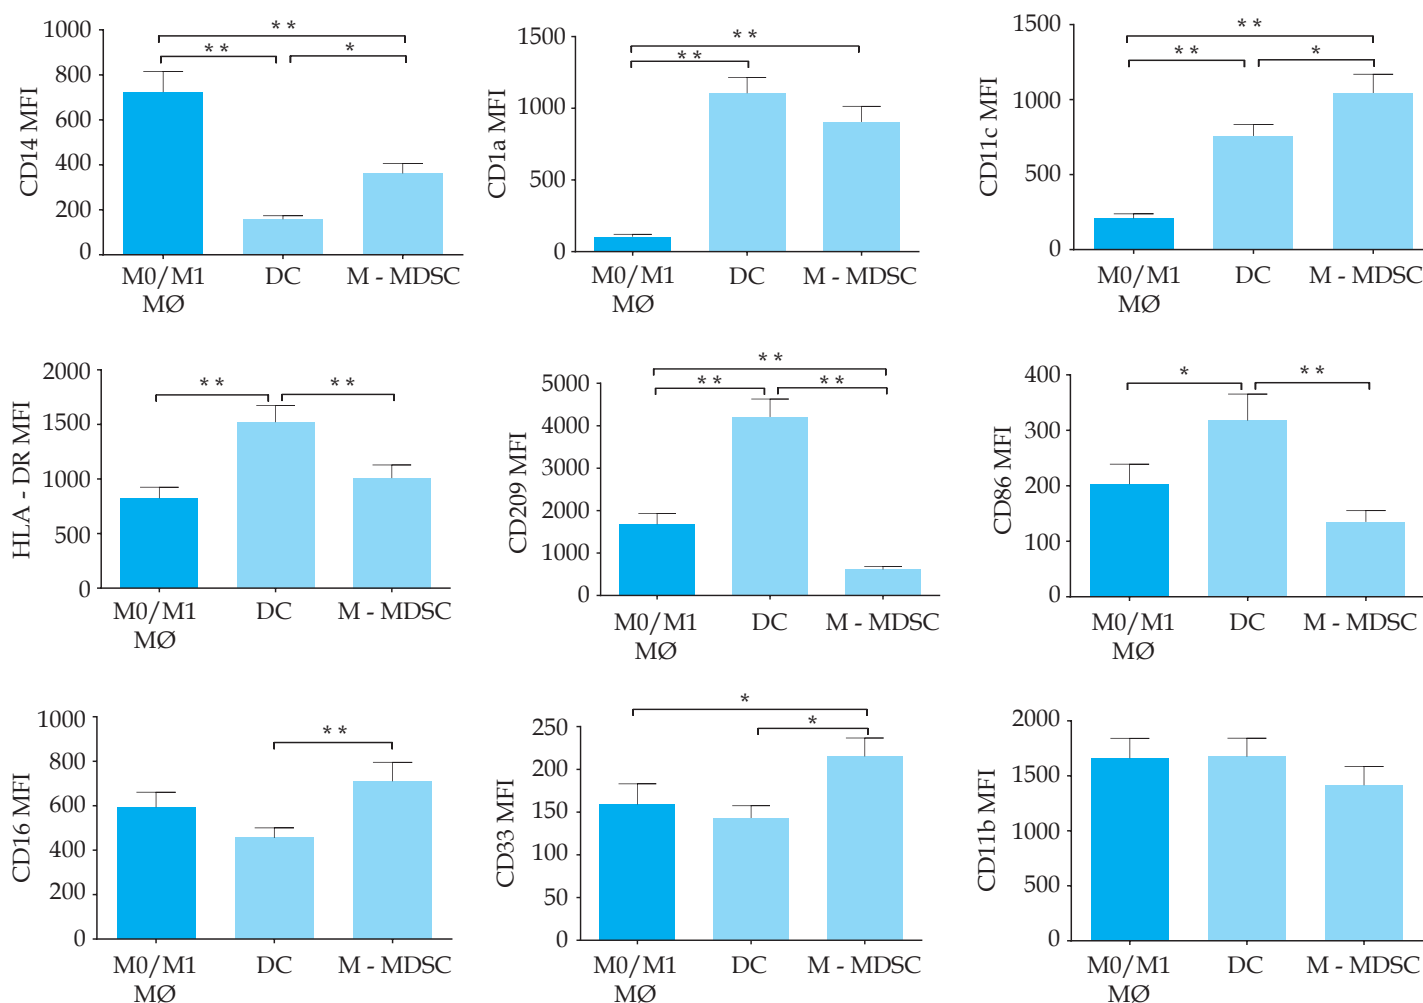 CD14 MFI
1000
800
600
400
200
0
* *
* *
*
M0/M1
MØ
DC
M - MDSC
CD1a MFI
1500
1000
500
0
* *
* *
M0/M1
MØ
DC
M - MDSC
CD11c MFI
1500
1000
500
0
* *
* *
*
M0/M1
MØ
DC
M - MDSC
HLA - DR MFI
2000
1500
1000
500
0
* *
* *
M0/M1
MØ
DC
M - MDSC
CD209 MFI
5000
4000
3000
2000
1000
0
* *
* *
* *
M0/M1
MØ
DC
M - MDSC
CD86 MFI
400
300
200
100
0
*
* *
M0/M1
MØ
DC
M - MDSC
CD16 MFI
1000
800
600
400
200
0
* *
M0/M1
MØ
DC
M - MDSC
CD33 MFI
250
200
150
100
50
0
*
*
M0/M1
MØ
DC
M - MDSC
CD11b MFI
2000
1500
1000
500
0
M0/M1
MØ
DC
M - MDSC